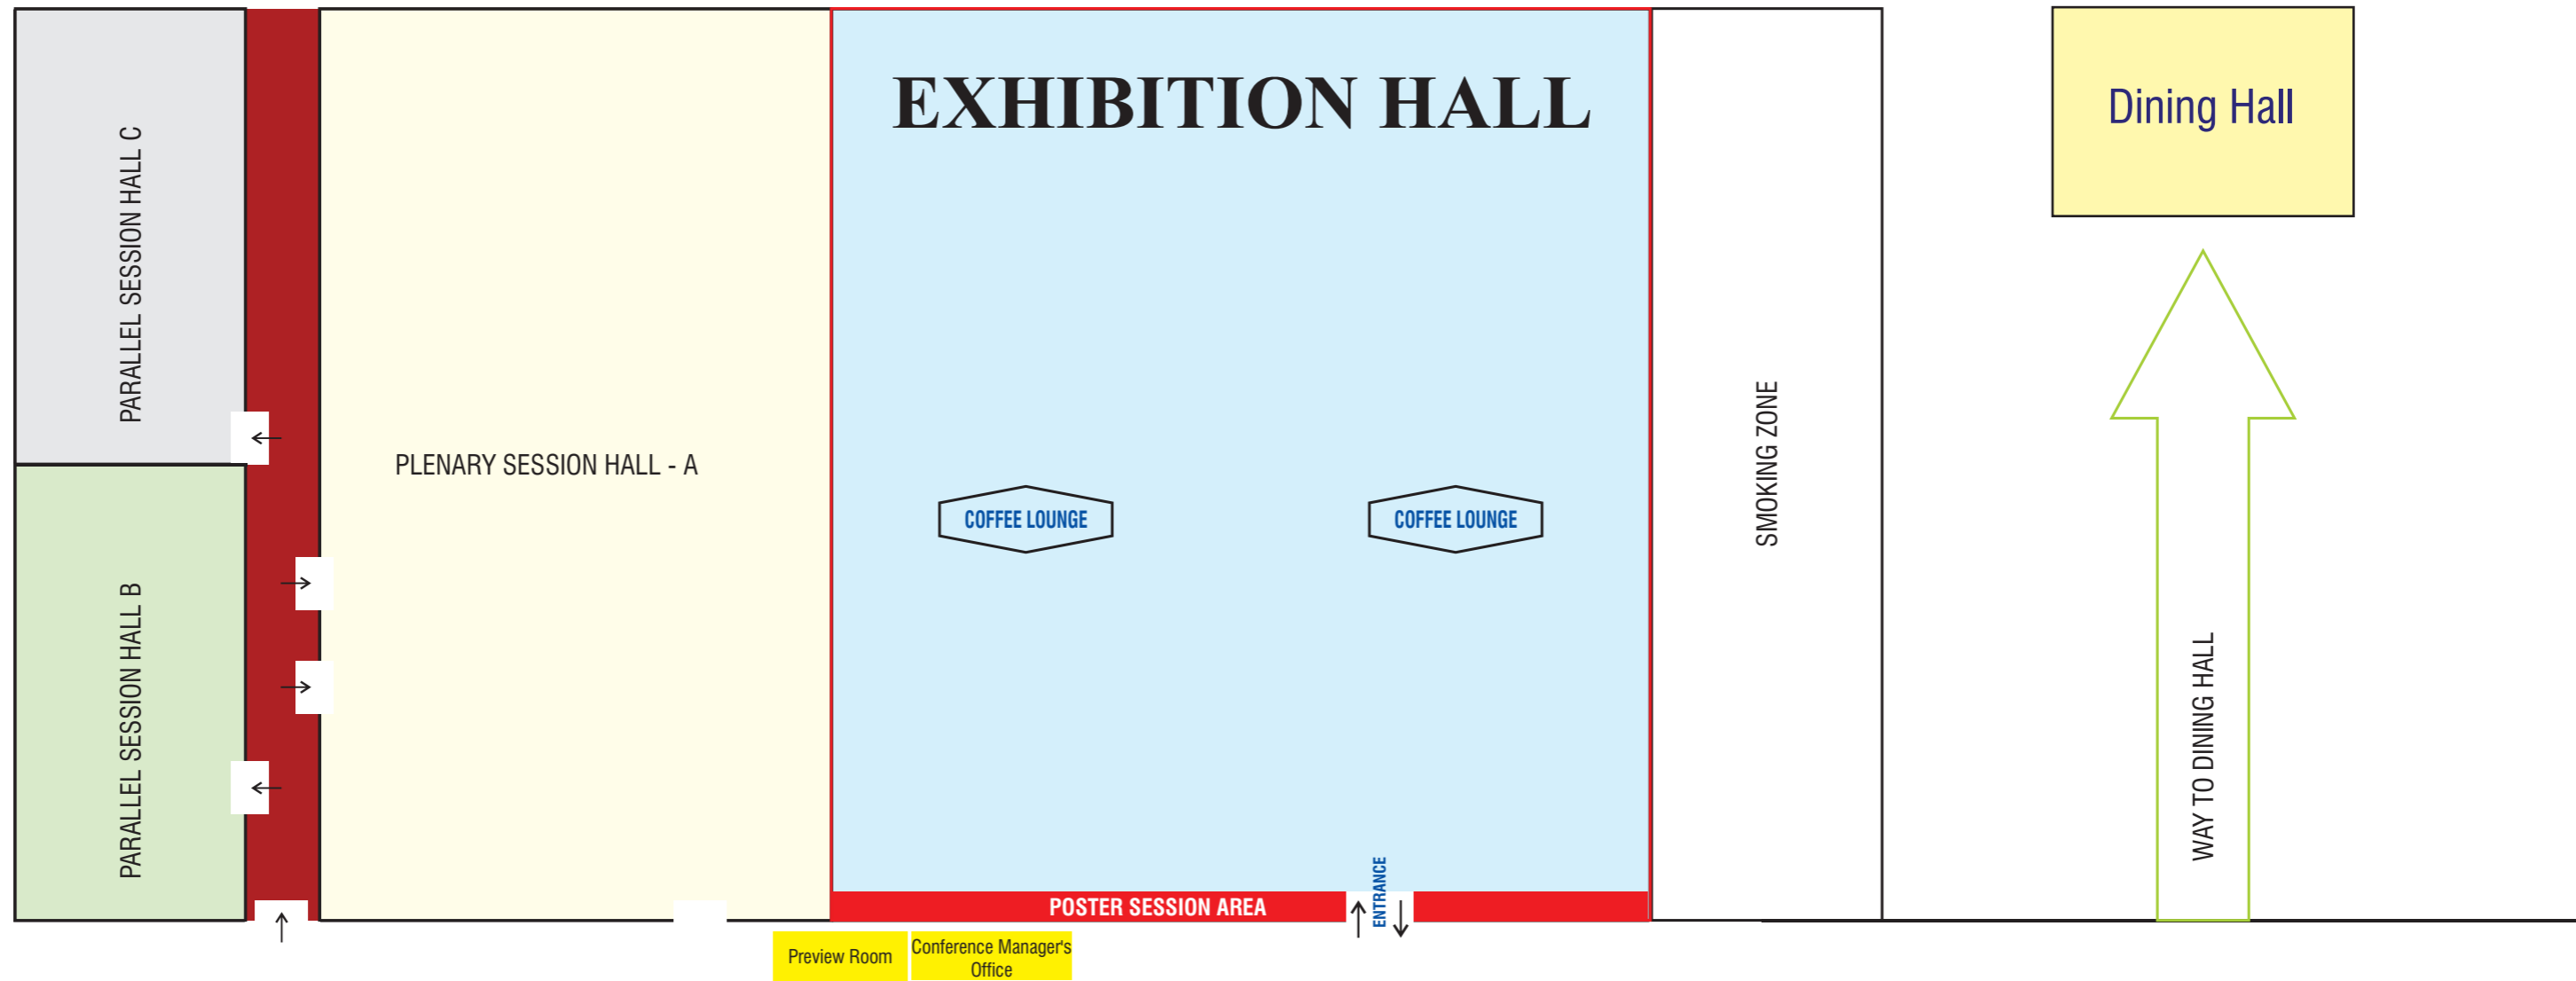 EXHIBITION HALL
Dining Hall
PARALLEL SESSION HALL C
PLENARY SESSION HALL - A
COFFEE LOUNGE
COFFEE LOUNGE
SMOKING ZONE
PARALLEL SESSION HALL B
WAY TO DINING HALL
POSTER SESSION AREA
ENTRANCE
Preview Room
Conference Manager's
Office